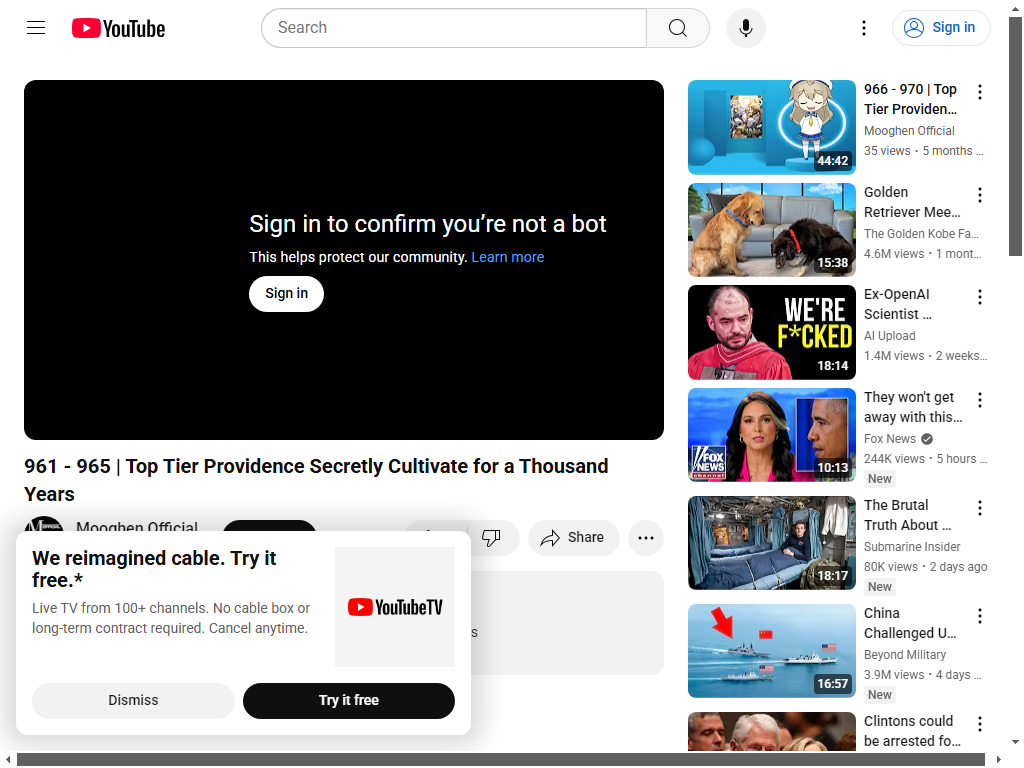 YouTube
Search
Sign in
Sign in to confirm you’re not a bot
This helps protect our community. Learn more
Sign in
961 - 965 | Top Tier Providence Secretly Cultivate for a Thousand
Years
Mooghen Official
Share
We reimagined cable. Try it
free.*
Live TV from 100+ channels. No cable box or
long-term contract required. Cancel anytime.
YouTubeTV
Dismiss
Try it free
44:42
966 - 970 | Top
Tier Providen...
Mooghen Official
35 views • 5 months ...
15:38
Golden
Retriever Mee...
The Golden Kobe Fa...
4.6M views • 1 mont...
WE'RE
F*CKED
18:14
Ex-OpenAI
Scientist ...
AI Upload
1.4M views • 2 weeks...
FOX
NEWS
channel
10:13
They won't get
away with this...
Fox News
244K views • 5 hours ...
New
18:17
The Brutal
Truth About ...
Submarine Insider
80K views • 2 days ago
New
16:57
China
Challenged U...
Beyond Military
3.9M views • 4 days ...
New
Clintons could
be arrested fo...